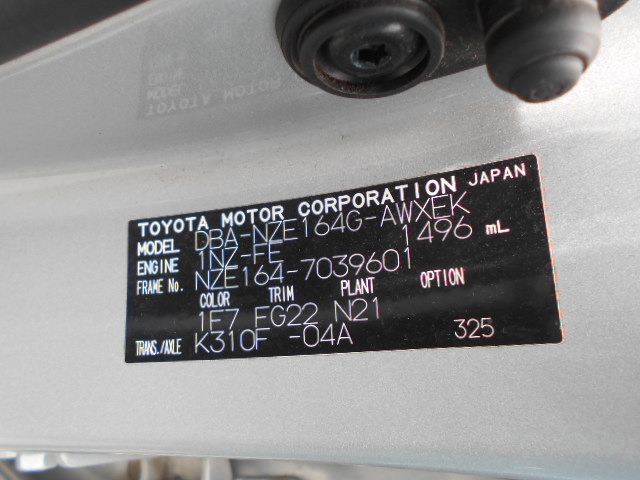 TOYOTA MOTOR CORPORATION JAPAN
MODEL DBA-NZE164G-AWXEK
ENGINE 1NZ-FE 1496 mL
FRAME No. NZE164-7039601
COLOR TRIM PLANT OPTION
1F7 FG22 N21
TRANS./AXLE K310F -04A 325